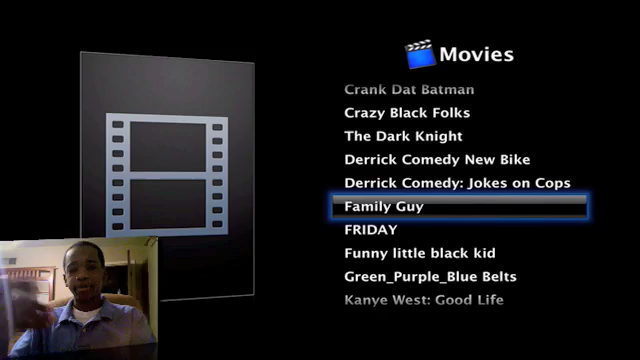 Movies
Crank Dat Batman
Crazy Black Folks
The Dark Knight
Derrick Comedy New Bike
Derrick Comedy: Jokes on Cops
Family Guy
FRIDAY
Funny little black kid
Green_Purple_Blue Belts
Kanye West: Good Life